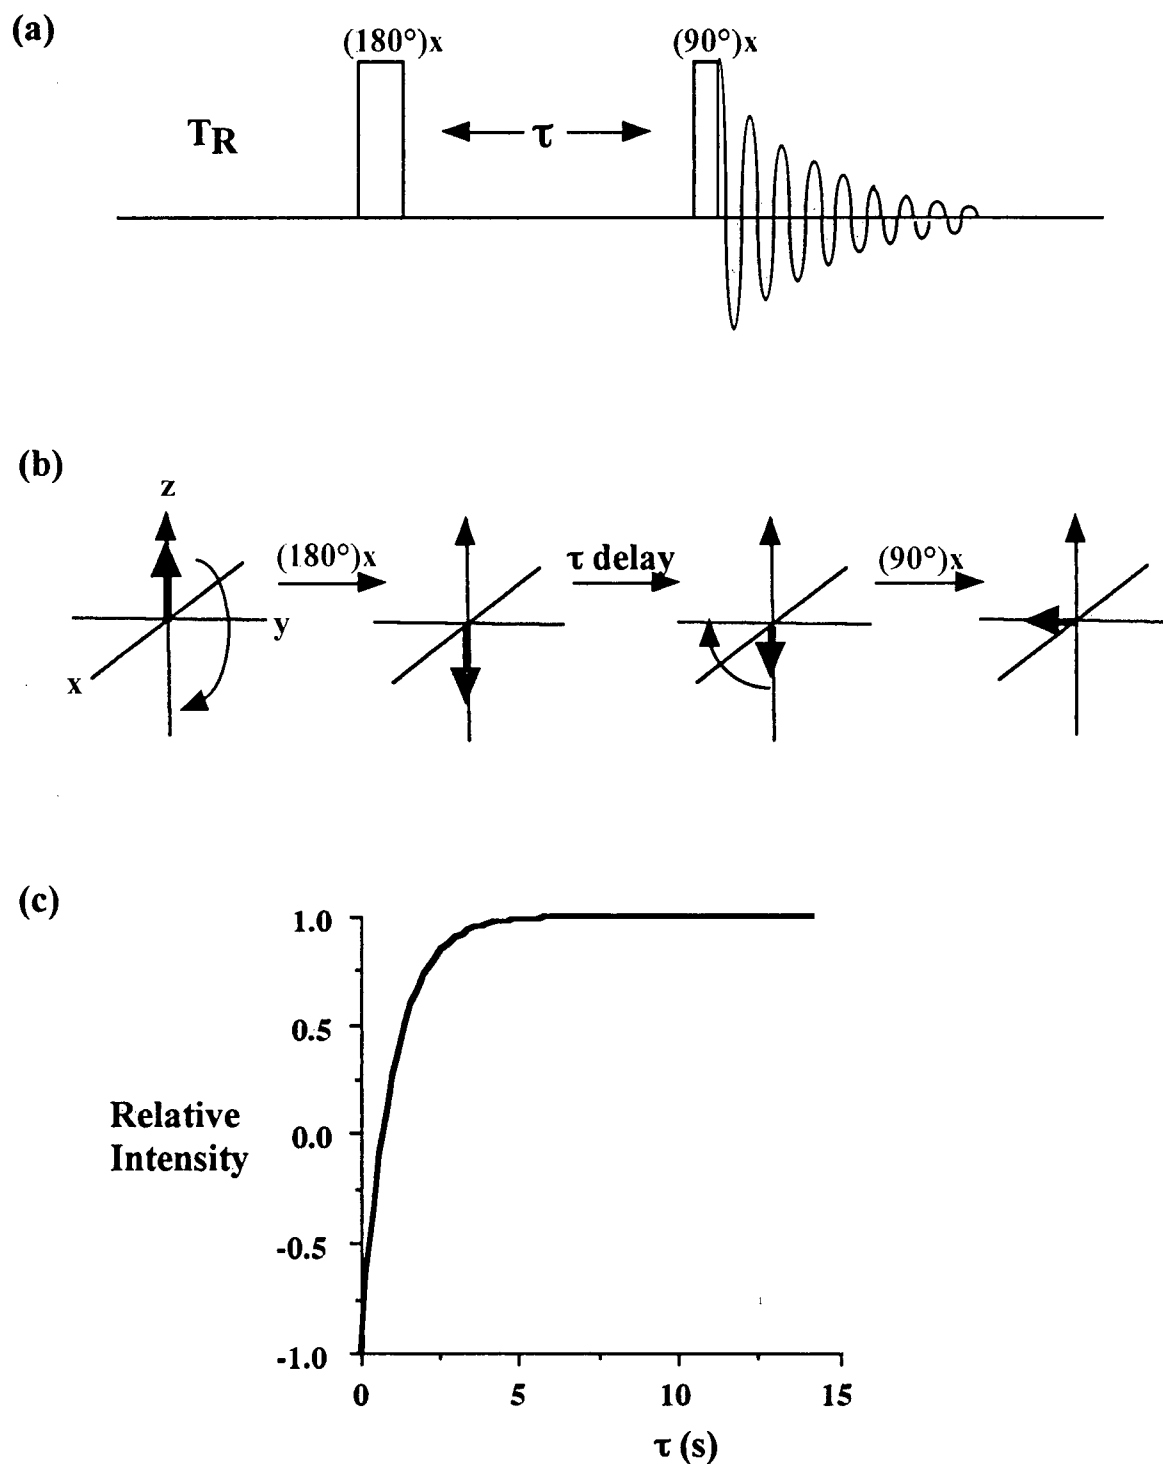 (a)
(180°)x
(90°)x
T_R
τ
(b)
z
y
x
(180°)x
τ delay
(90°)x
(c)
1.0
0.5
0.0
-0.5
-1.0
Relative
Intensity
0
5
10
15
τ (s)